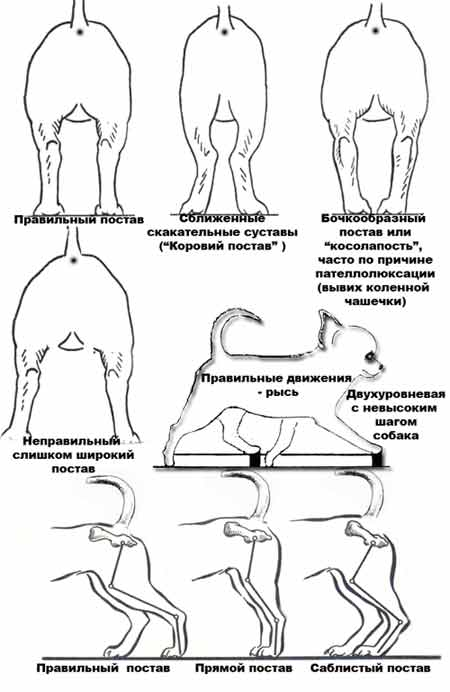 Правильный постав
Сближенные
скакательные суставы
(“Коровий постав” )
Бочкообразный
постав или
“косолапость”,
часто по причине
пателлолюксации
(вывих коленной
чашечки)
Неправильный
слишком широкий
постав
Правильные движения
- рысь
Двухуровневая
с невысоким
шагом
собака
Правильный постав
Прямой постав
Саблистый постав